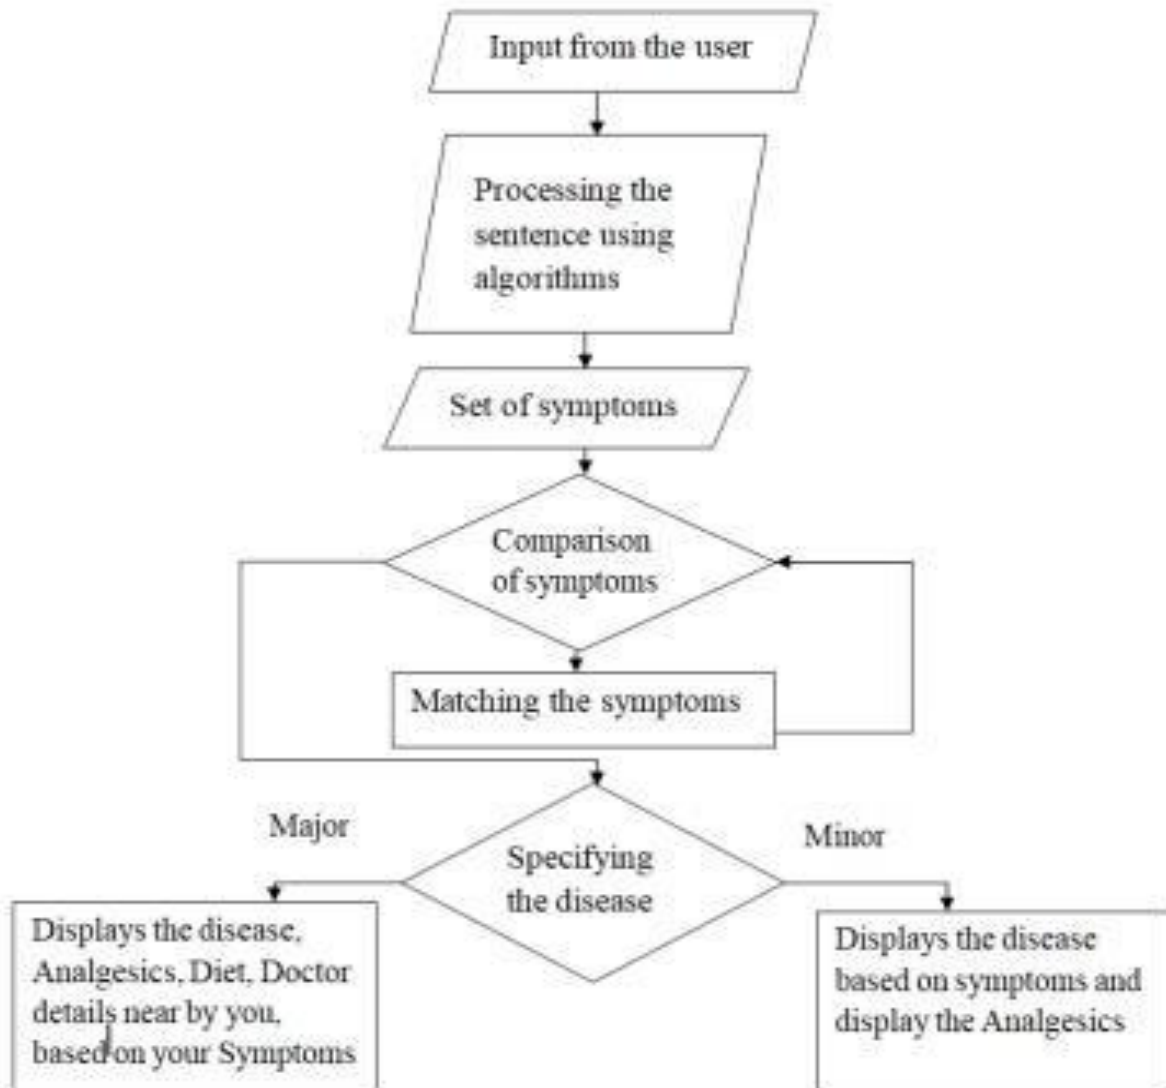 Input from the user
Processing the
sentence using
algorithms
Set of symptoms
Comparison
of symptoms
Matching the symptoms
Major
Minor
Specifying
the disease
Displays the disease,
Analgesics, Diet, Doctor
details near by you,
based on your Symptoms
Displays the disease
based on symptoms and
display the Analgesics